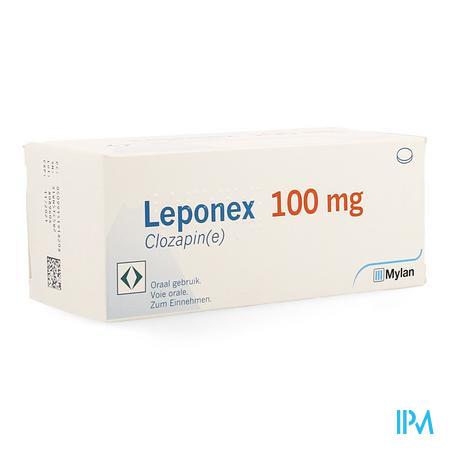 Leponex 100 mg
Clozapin(e)
Oraal gebruik.
Voie orale.
Zum Einnehmen.
Mylan
IPM